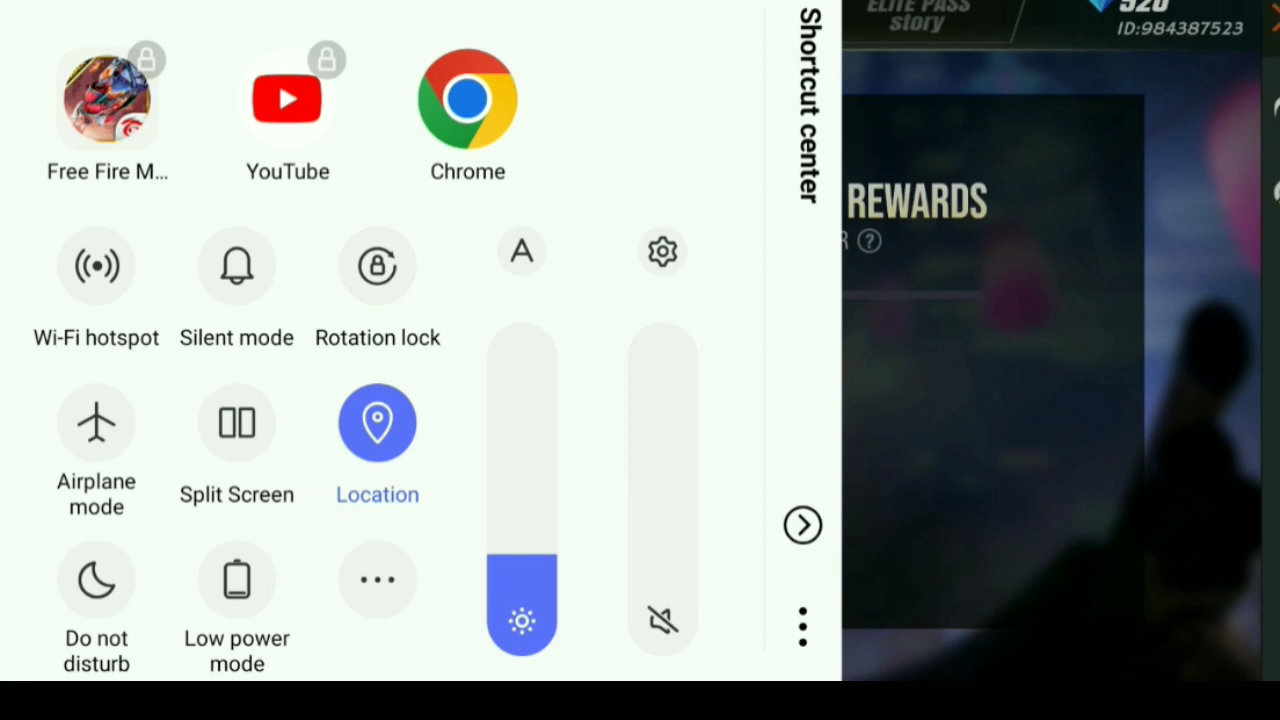 Free Fire M...
YouTube
Chrome
Wi-Fi hotspot
Silent mode
Rotation lock
A
Airplane
mode
Split Screen
Location
Do not
disturb
Low power
mode
Shortcut center
ELITE PASS
story
920
ID:984387523
REWARDS
R ?